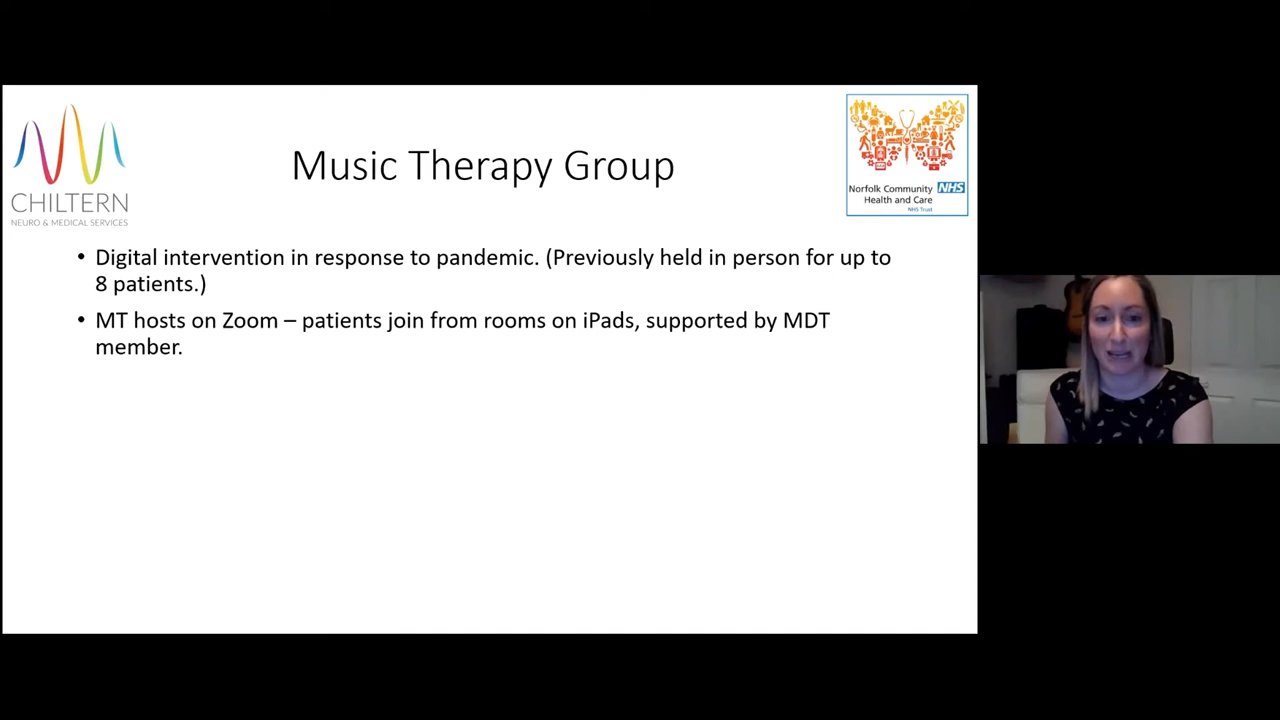 CHILTERN
NEURO & MEDICAL SERVICES
Music Therapy Group
Norfolk Community NHS
Health and Care
NHS Trust
• Digital intervention in response to pandemic. (Previously held in person for up to
8 patients.)
• MT hosts on Zoom – patients join from rooms on iPads, supported by MDT
member.